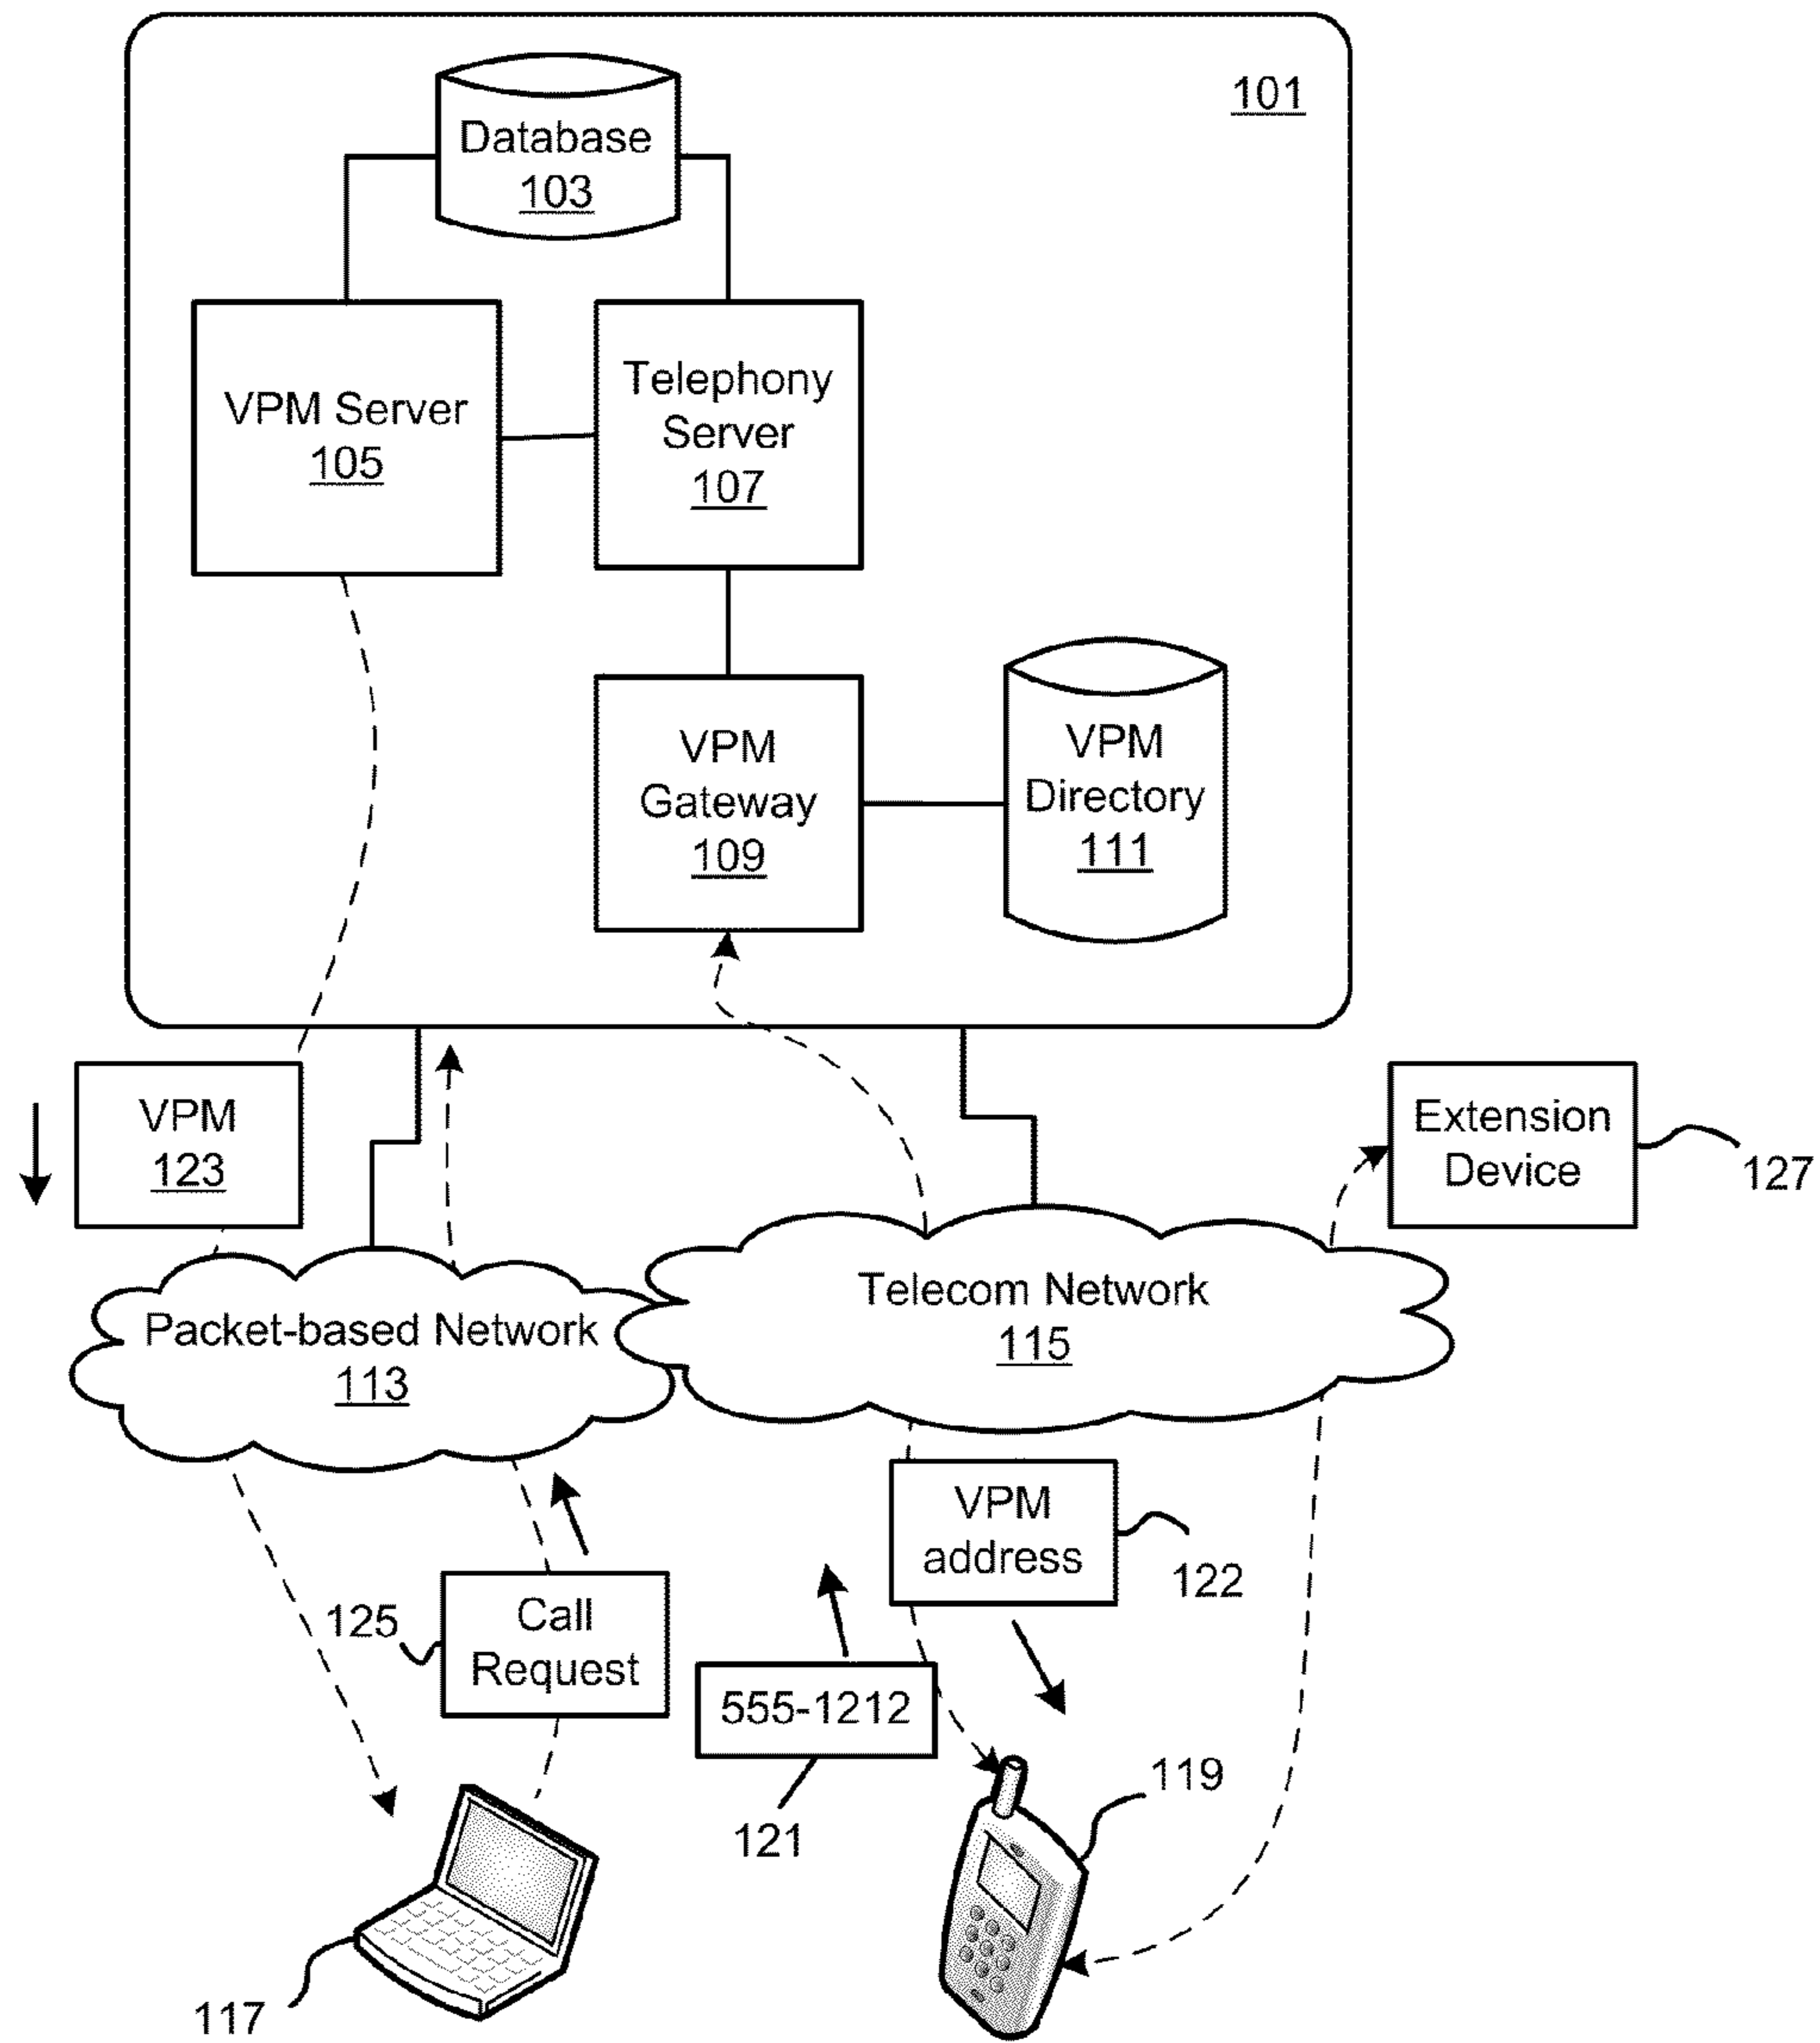 101
Database
103
VPM Server
105
Telephony
Server
107
VPM
Gateway
109
VPM
Directory
111
VPM
123
Extension
Device
127
Telecom Network
115
Packet-based Network
113
VPM
address
122
125
Call
Request
555-1212
121
119
117